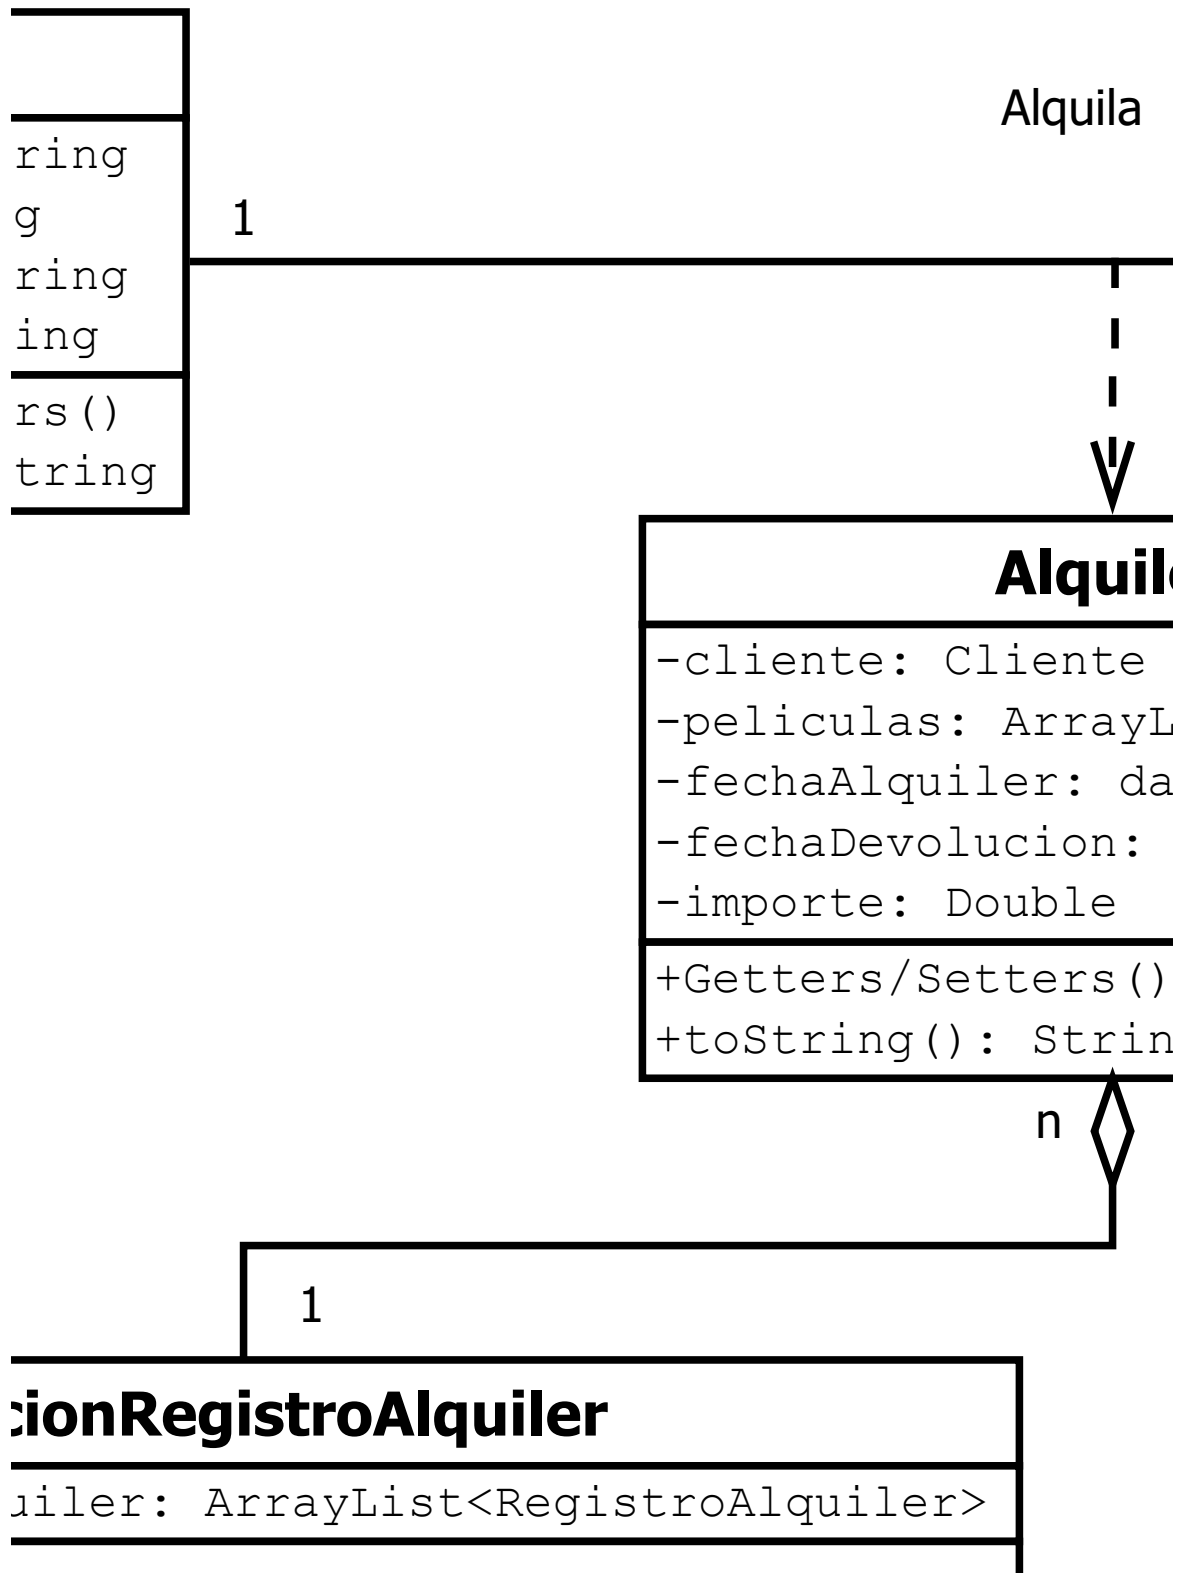 Alquila
ring
g
ring
ing
rs()
tring
1
Alquile
-cliente: Cliente
-peliculas: ArrayL
-fechaAlquiler: da
-fechaDevolucion:
-importe: Double
+Getters/Setters()
+toString(): Strin
n
1
cionRegistroAlquiler
uiler: ArrayList<RegistroAlquiler>